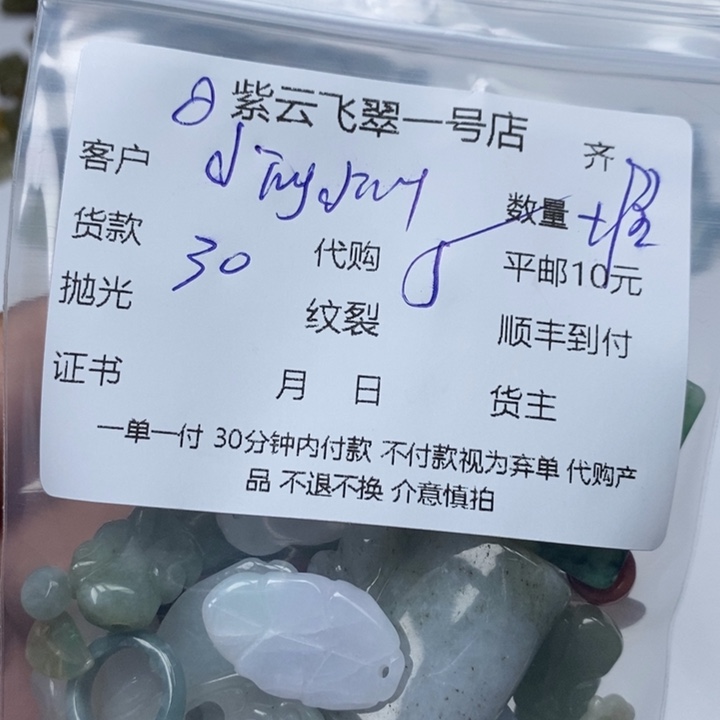 紫云飞翠一号店 齐
客户 数量 一堆
货款 30 代购 8 平邮10元
抛光 纹裂 顺丰到付
证书 月 日 货主
一单一付 30分钟内付款 不付款视为弃单 代购产
品 不退不换 介意慎拍